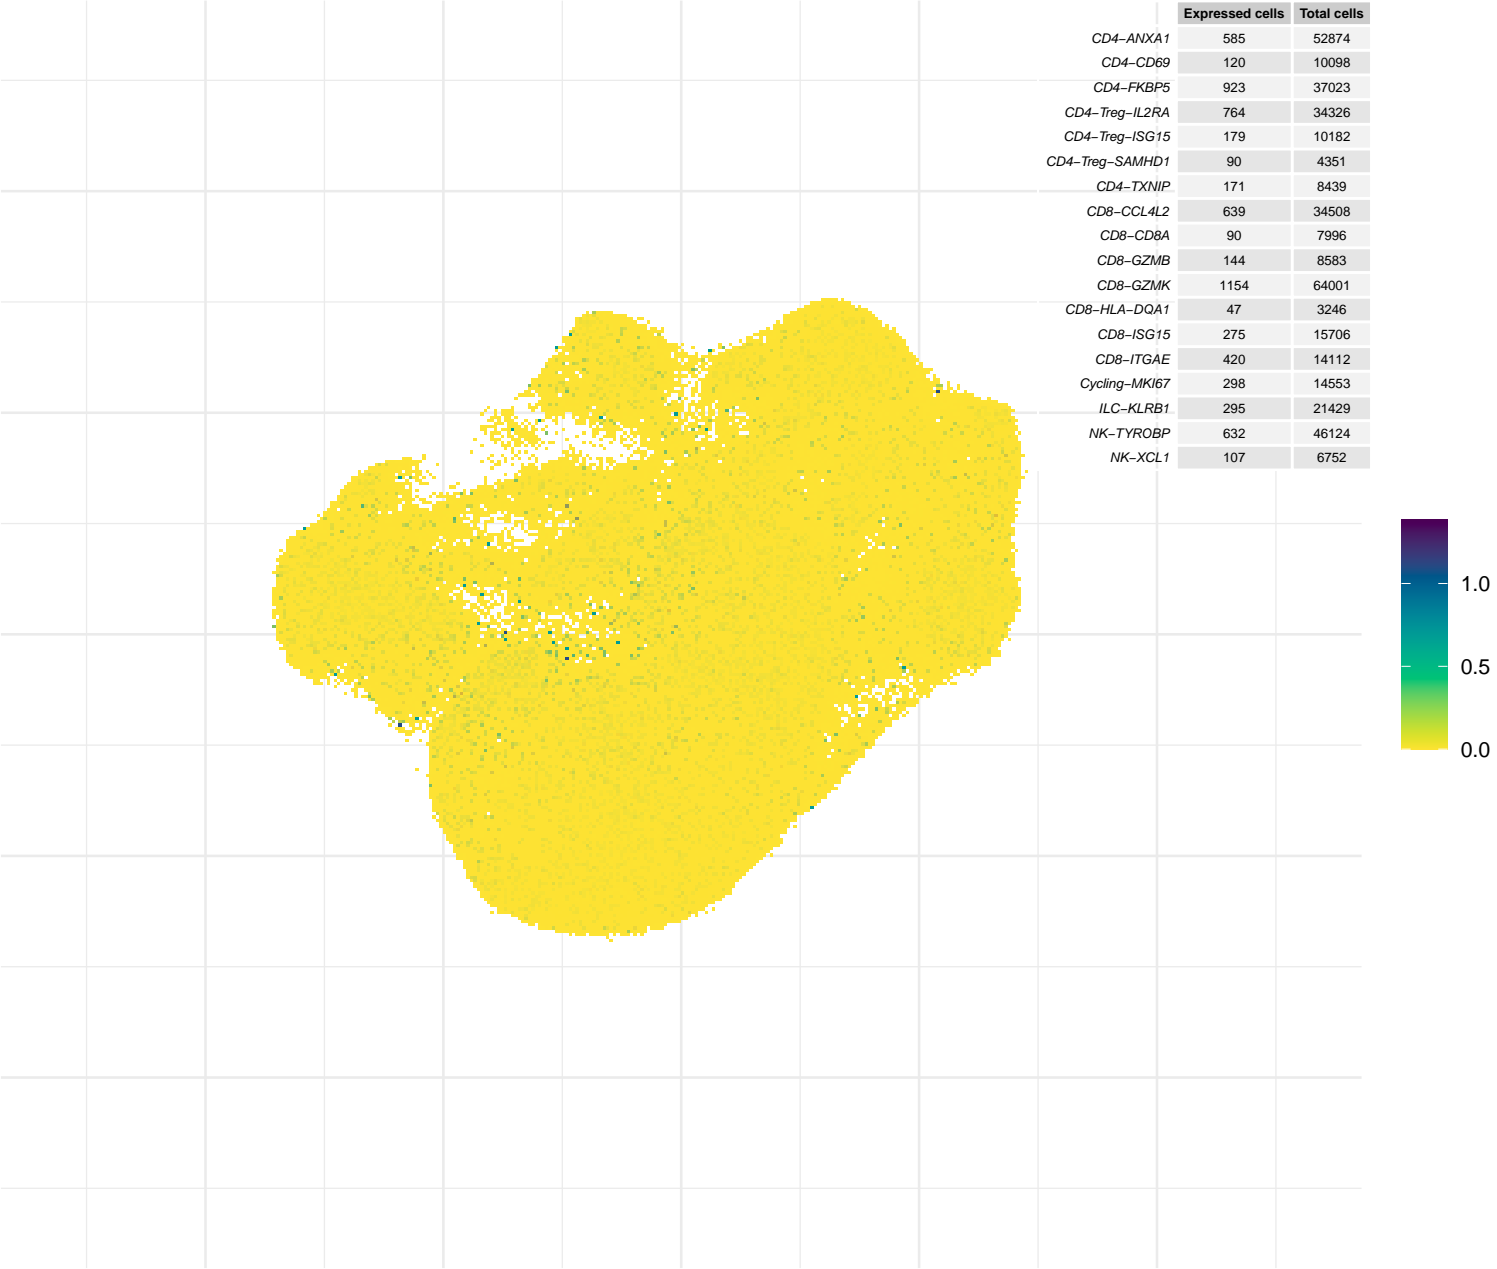 Expressed cells Total cells
CD4−ANXA1 585 52874
CD4−CD69 120 10098
CD4−FKBP5 923 37023
CD4−Treg−IL2RA 764 34326
CD4−Treg−ISG15 179 10182
CD4−Treg−SAMHD1 90 4351
CD4−TXNIP 171 8439
CD8−CCL4L2 639 34508
CD8−CD8A 90 7996
CD8−GZMB 144 8583
CD8−GZMK 1154 64001
CD8−HLA−DQA1 47 3246
CD8−ISG15 275 15706
CD8−ITGAE 420 14112
Cycling−MKI67 298 14553
ILC−KLRB1 295 21429
NK−TYROBP 632 46124
NK−XCL1 107 6752
1.0
0.5
0.0